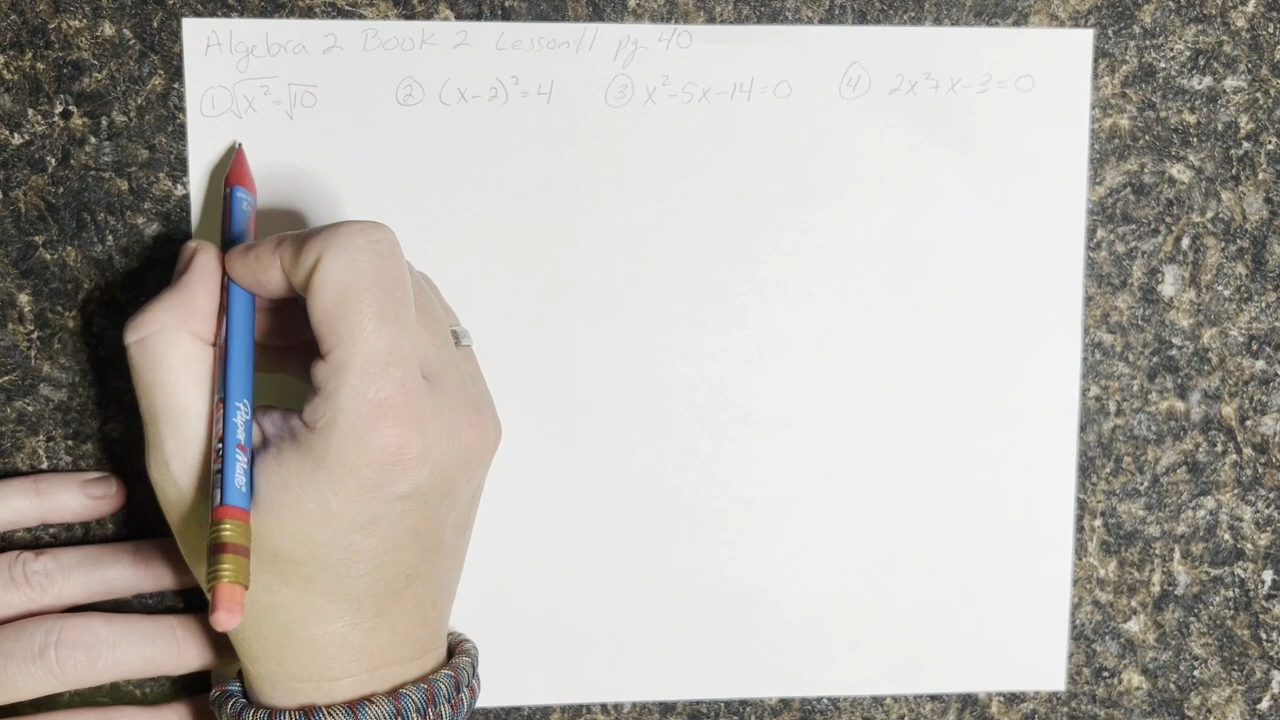 Algebra 2 Book 2 Lesson 11 pg 40
① √x² = √10 ② (x-2)² = 4 ③ x²-5x-14=0 ④ 2x²+x-3=0
Paper Mate